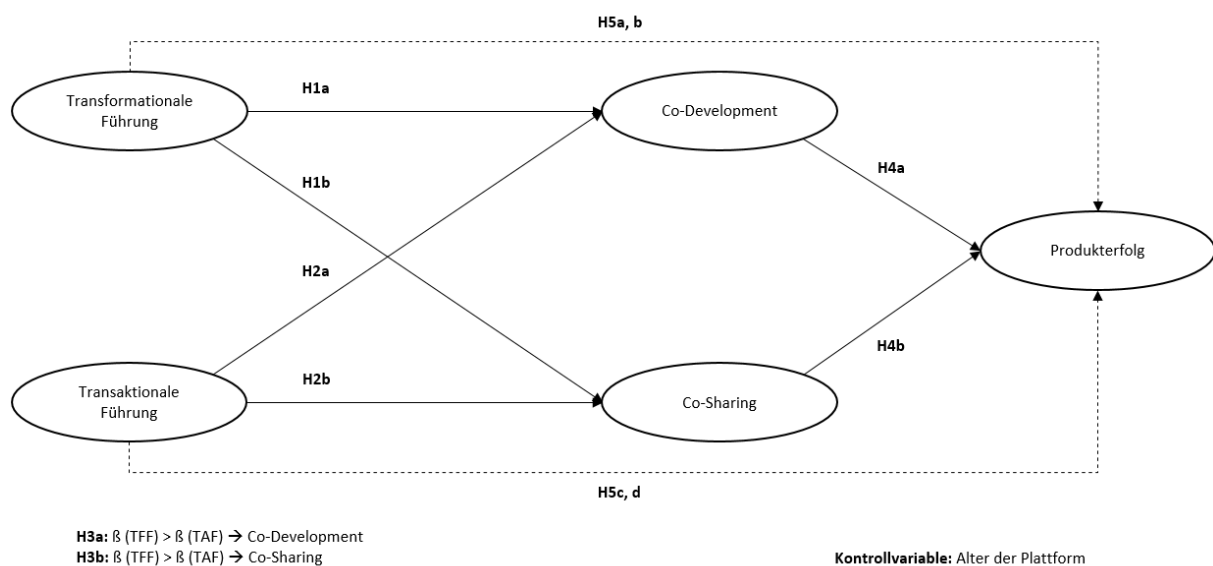 H5a, b
Transformationale
Führung
H1a
Co-Development
H1b
H4a
H2a
Produkterfolg
H4b
Transaktionale
Führung
H2b
Co-Sharing
H5c, d
H3a: ß (TFF) > ß (TAF) → Co-Development
H3b: ß (TFF) > ß (TAF) → Co-Sharing
Kontrollvariable: Alter der Plattform